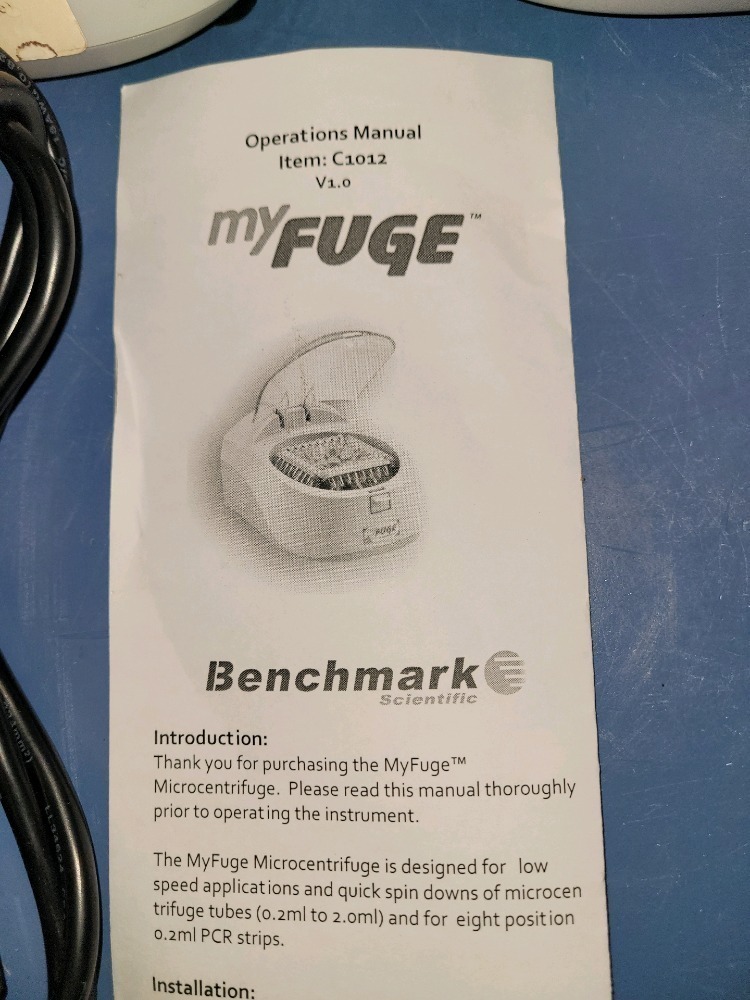 Operations Manual
Item: C1012
V1.0
myFUGE™
FUGE
Benchmark
Scientific
Introduction:
Thank you for purchasing the MyFuge™
Microcentrifuge. Please read this manual thoroughly
prior to operating the instrument.
The MyFuge Microcentrifuge is designed for low
speed applications and quick spin downs of microcen
trifuge tubes (0.2ml to 2.0ml) and for eight position
0.2ml PCR strips.
Installation: